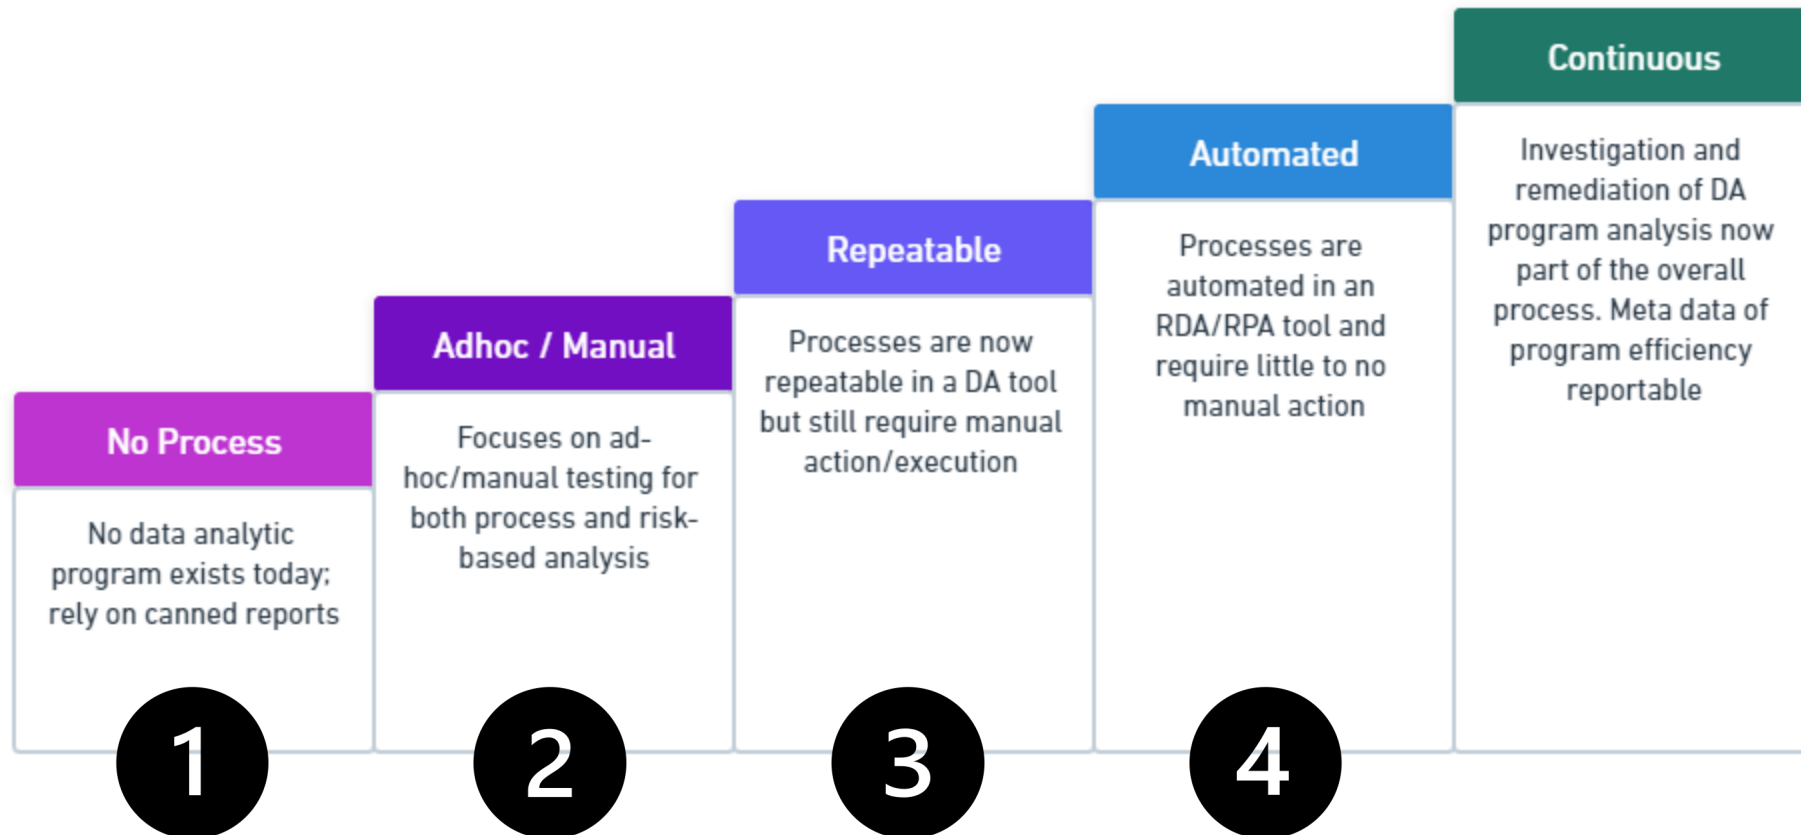 No Process
No data analytic
program exists today;
rely on canned reports
1
Adhoc / Manual
Focuses on ad-
hoc/manual testing for
both process and risk-
based analysis
2
Repeatable
Processes are now
repeatable in a DA tool
but still require manual
action/execution
3
Automated
Processes are
automated in an
RDA/RPA tool and
require little to no
manual action
4
Continuous
Investigation and
remediation of DA
program analysis now
part of the overall
process. Meta data of
program efficiency
reportable